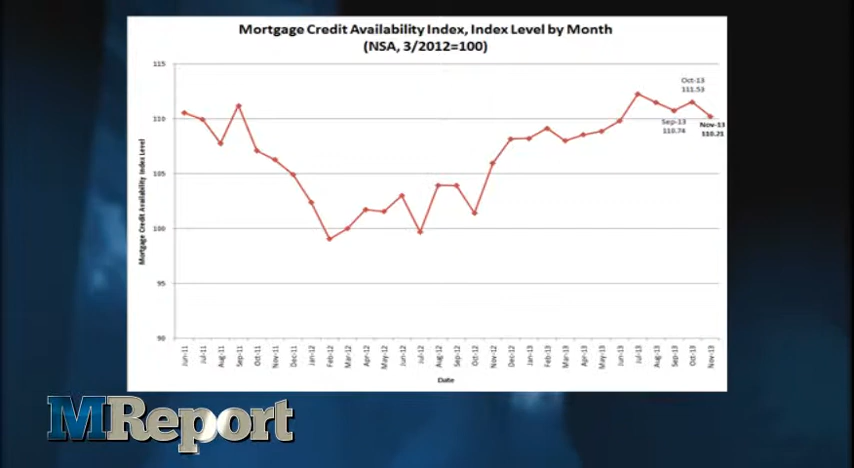 Mortgage Credit Availability Index, Index Level by Month
(NSA, 3/2012=100)
Mortgage Credit Availability Index Level
115
110
105
100
95
90
Oct-13
111.53
Sep-13
110.74
Nov-13
110.21
Jun-11
Jul-11
Aug-11
Sep-11
Oct-11
Nov-11
Dec-11
Jan-12
Feb-12
Mar-12
Apr-12
May-12
Jun-12
Jul-12
Aug-12
Sep-12
Oct-12
Nov-12
Dec-12
Jan-13
Feb-13
Mar-13
Apr-13
May-13
Jun-13
Jul-13
Aug-13
Sep-13
Oct-13
Nov-13
Date
MReport